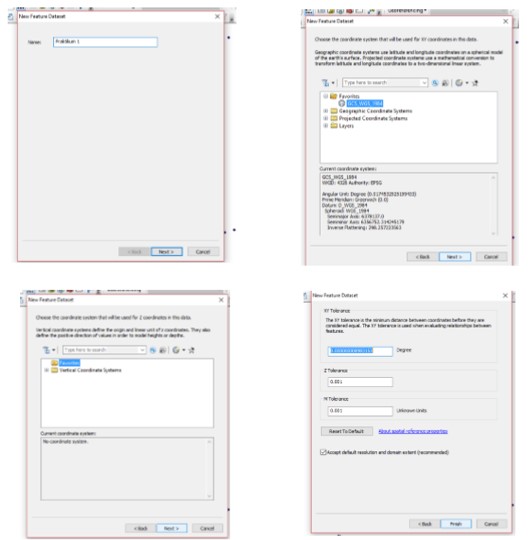 New Feature Dataset
Name:
Praktikum 1
< Back
Next >
Cancel
New Feature Dataset
Choose the coordinate system that will be used for XY coordinates in this data.
Geographic coordinate systems use latitude and longitude coordinates on a spherical model
of the earth's surface. Projected coordinate systems use a mathematical conversion to
transform latitude and longitude coordinates to a two-dimensional linear system.
Type here to search
Favorites
GCS_WGS_1984
Geographic Coordinate Systems
Projected Coordinate Systems
Layers
Current coordinate system:
GCS_WGS_1984
WKID: 4326 Authority: EPSG
Angular Unit: Degree (0.0174532925199433)
Prime Meridian: Greenwich (0.0)
Datum: D_WGS_1984
Spheroid: WGS_1984
Semimajor Axis: 6378137.0
Semiminor Axis: 6356752.314245179
Inverse Flattening: 298.257223563
< Back
Next >
Cancel
New Feature Dataset
Choose the coordinate system that will be used for Z coordinates in this data.
Vertical coordinate systems define the origin and linear unit of z coordinates. They also
define the positive direction of values in order to model heights or depths.
Type here to search
Favorites
Vertical Coordinate Systems
Current coordinate system:
No coordinate system.
< Back
Next >
Cancel
New Feature Dataset
XY Tolerance
The XY tolerance is the minimum distance between coordinates before they are
considered equal. The XY tolerance is used when evaluating relationships between
features.
Degree
Z Tolerance
0.001
M Tolerance
0.001
Unknown Units
Reset To Default
About spatial reference properties
Accept default resolution and domain extent (recommended)
< Back
Finish
Cancel